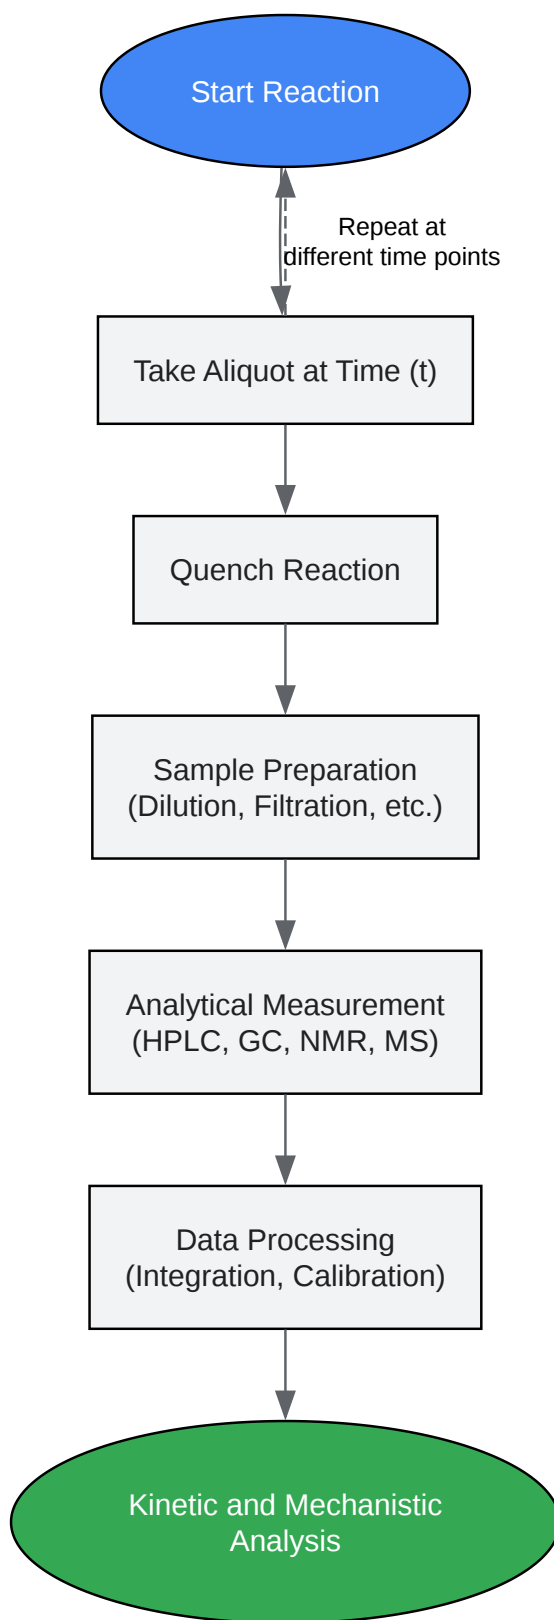 Start Reaction
Repeat at
different time points
Take Aliquot at Time (t)
Quench Reaction
Sample Preparation
(Dilution, Filtration, etc.)
Analytical Measurement
(HPLC, GC, NMR, MS)
Data Processing
(Integration, Calibration)
Kinetic and Mechanistic
Analysis